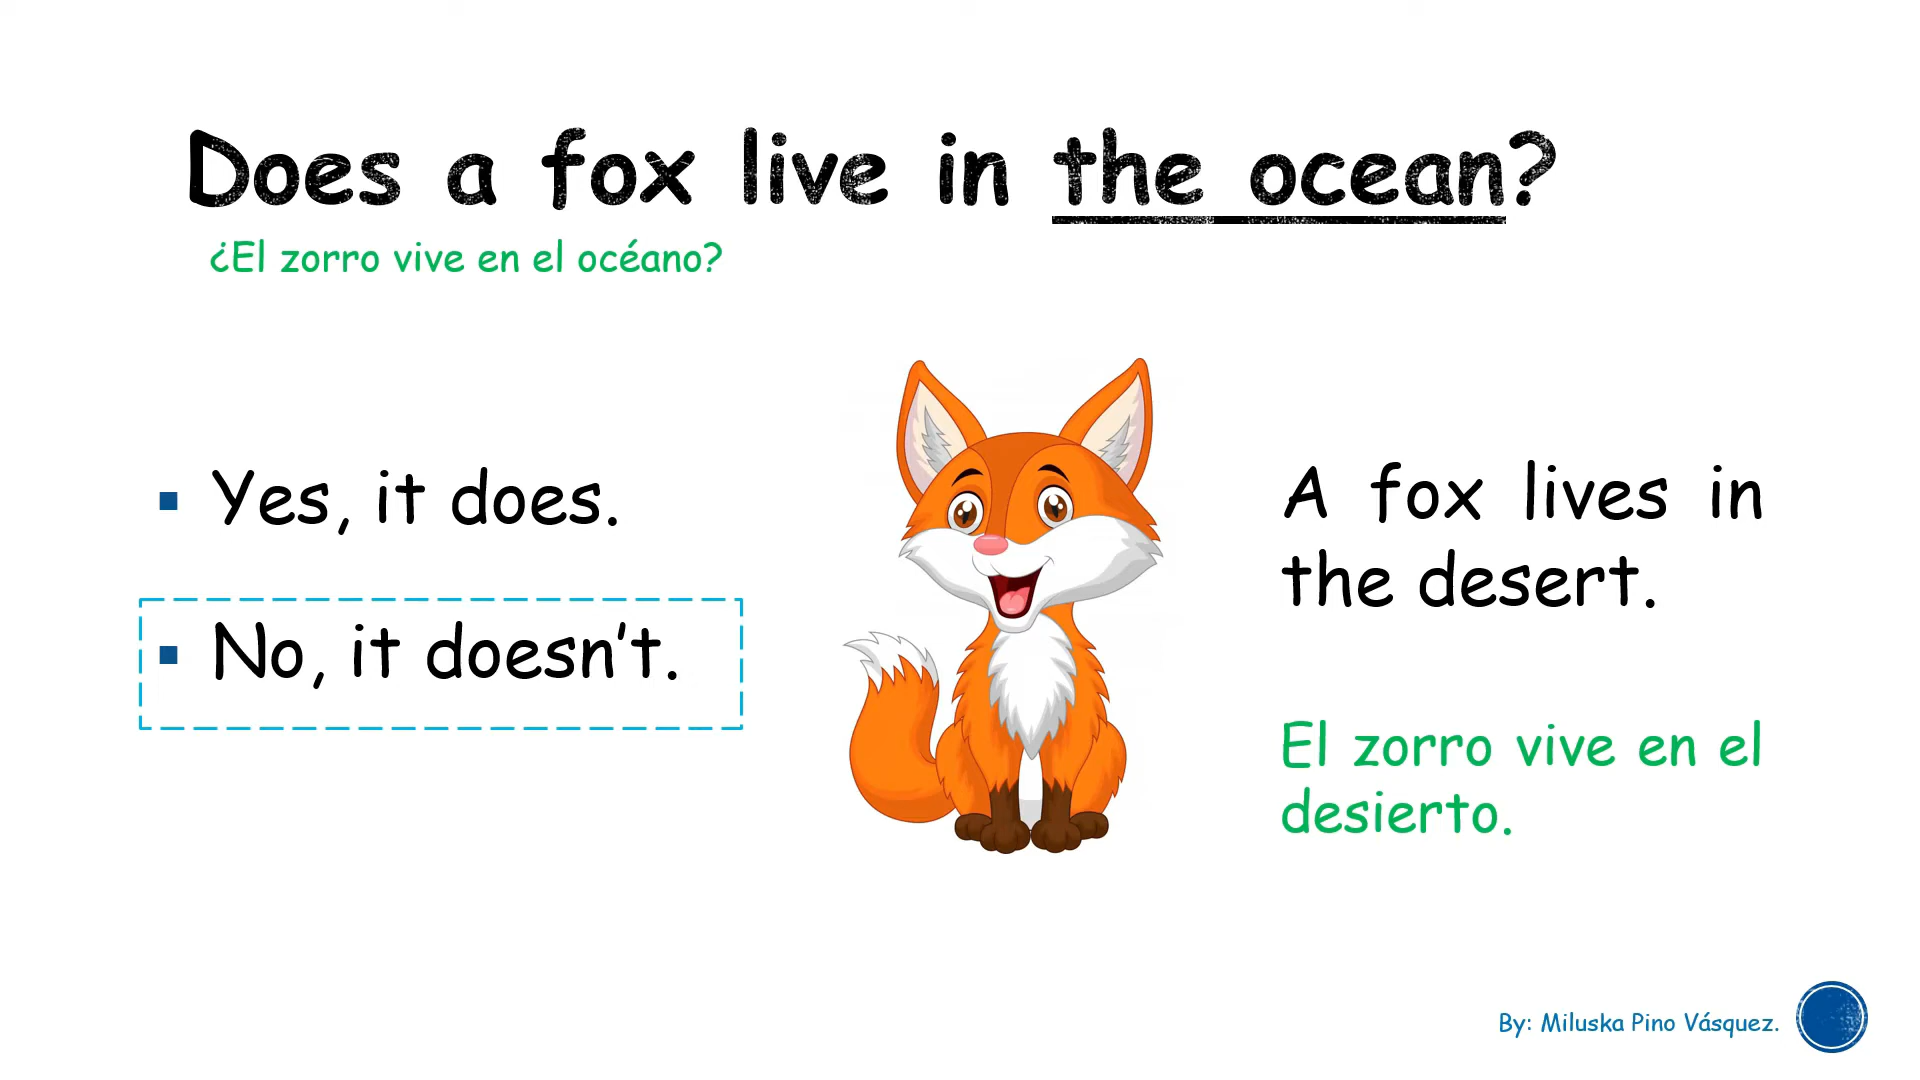 Does a fox live in the ocean?
¿El zorro vive en el océano?
Yes, it does.
No, it doesn’t.
A fox lives in
the desert.
El zorro vive en el
desierto.
By: Miluska Pino Vásquez.